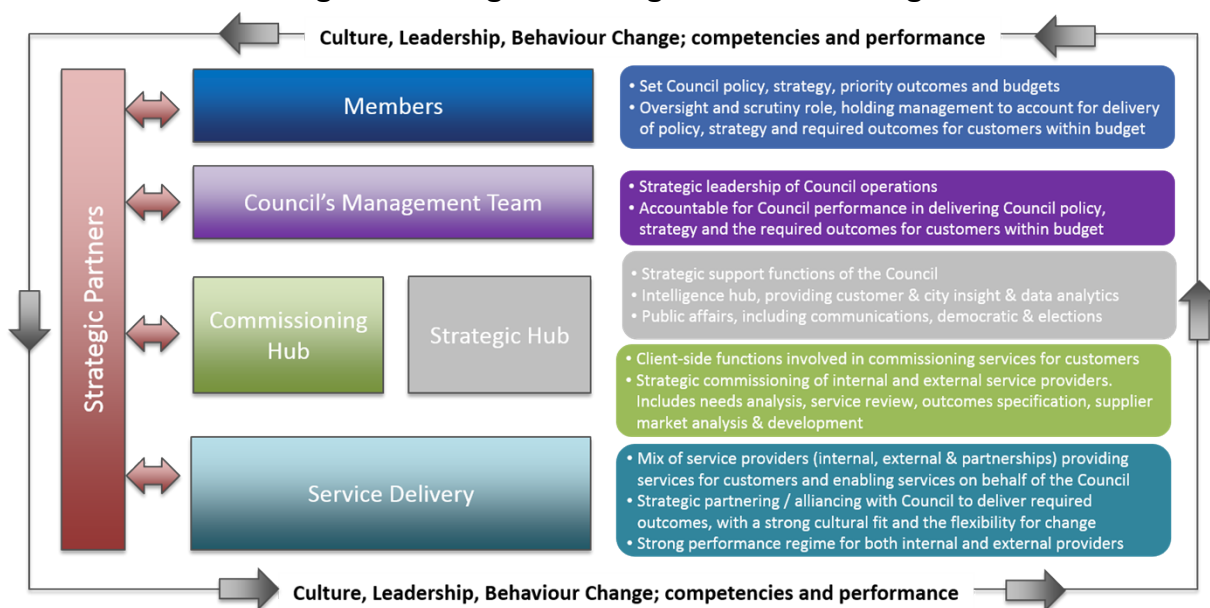 Culture, Leadership, Behaviour Change; competencies and performance
Strategic Partners
Members
• Set Council policy, strategy, priority outcomes and budgets
• Oversight and scrutiny role, holding management to account for delivery
of policy, strategy and required outcomes for customers within budget
Council's Management Team
• Strategic leadership of Council operations
• Accountable for Council performance in delivering Council policy,
strategy and the required outcomes for customers within budget
Commissioning
Hub
Strategic Hub
• Strategic support functions of the Council
• Intelligence hub, providing customer & city insight & data analytics
• Public affairs, including communications, democratic & elections
• Client-side functions involved in commissioning services for customers
• Strategic commissioning of internal and external service providers.
Includes needs analysis, service review, outcomes specification, supplier
market analysis & development
Service Delivery
• Mix of service providers (internal, external & partnerships) providing
services for customers and enabling services on behalf of the Council
• Strategic partnering / alliancing with Council to deliver required
outcomes, with a strong cultural fit and the flexibility for change
• Strong performance regime for both internal and external providers
Culture, Leadership, Behaviour Change; competencies and performance